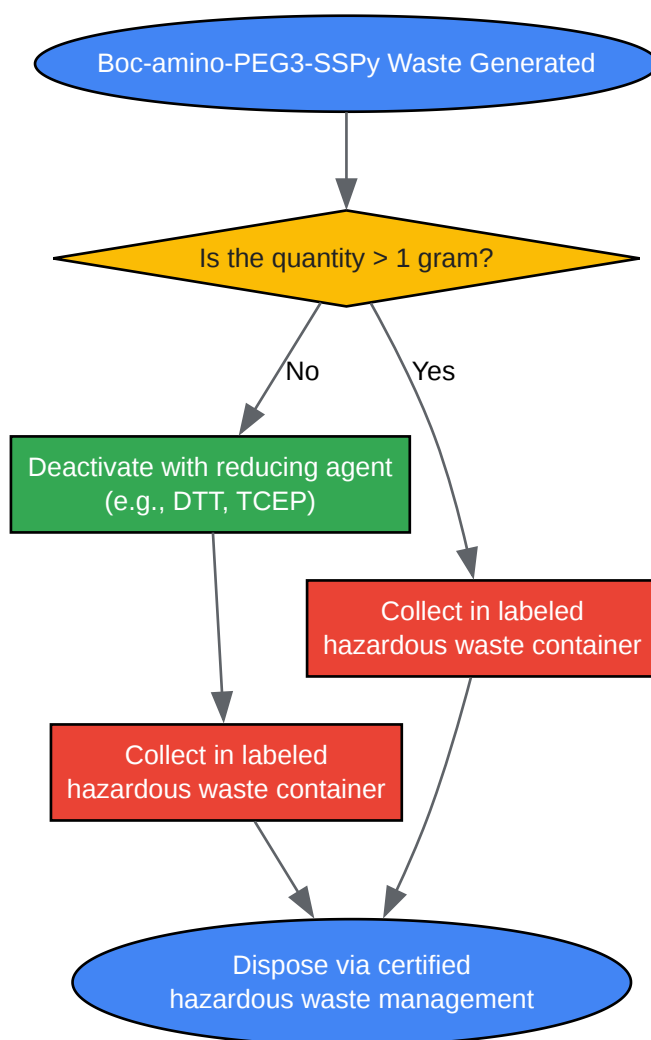 Boc-amino-PEG3-SSPy Waste Generated
Is the quantity > 1 gram?
No
Yes
Deactivate with reducing agent
(e.g., DTT, TCEP)
Collect in labeled
hazardous waste container
Collect in labeled
hazardous waste container
Dispose via certified
hazardous waste management